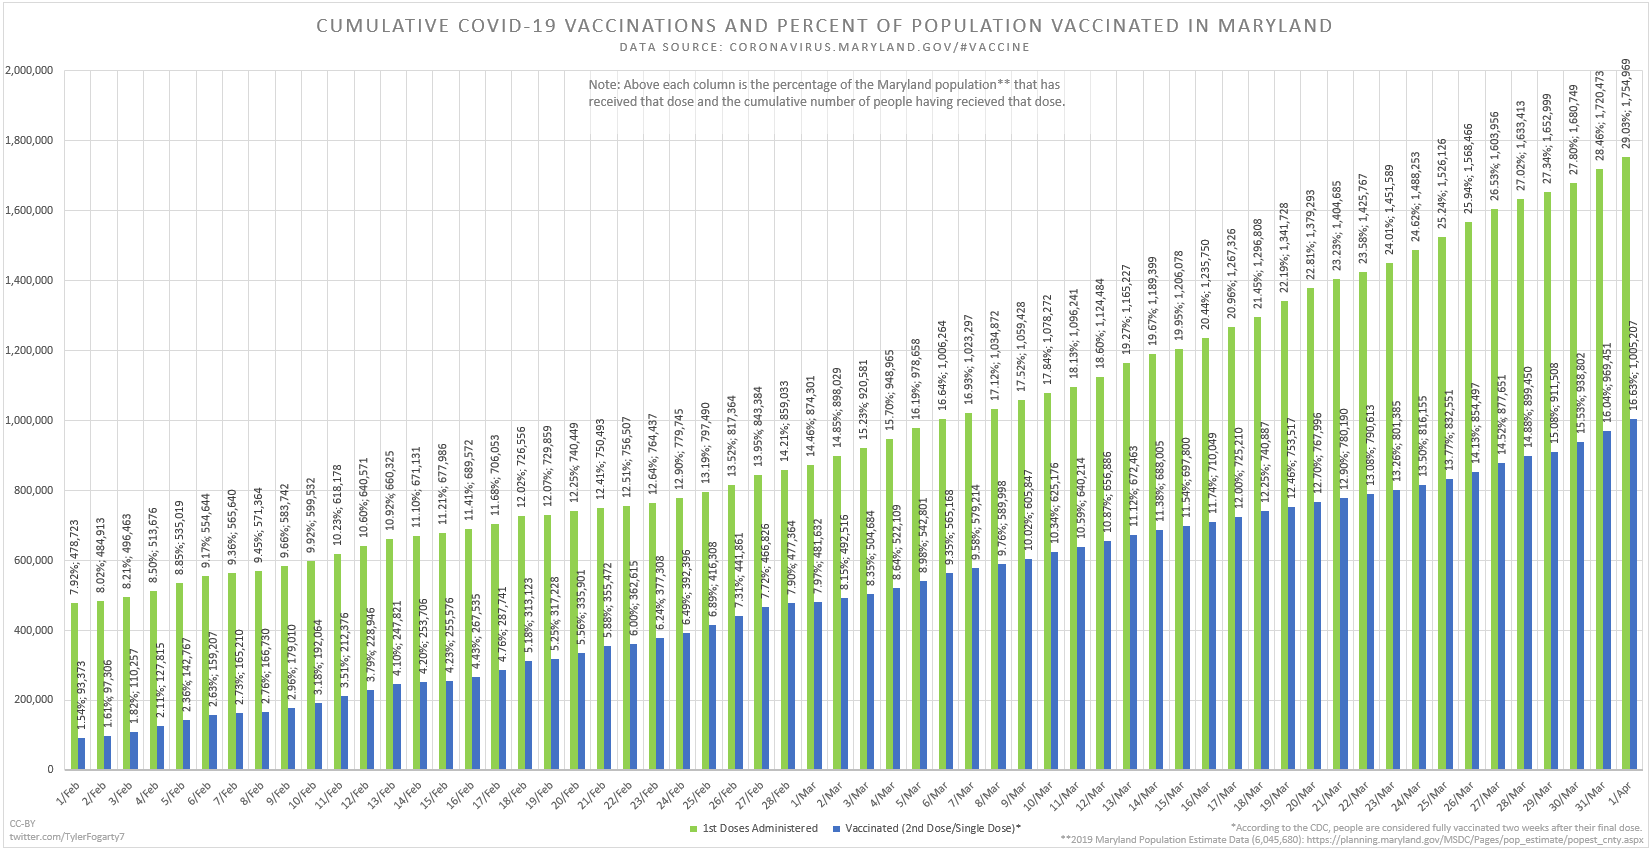 CUMULATIVE COVID-19 VACCINATIONS AND PERCENT OF POPULATION VACCINATED IN MARYLAND
DATA SOURCE: CORONAVIRUS.MARYLAND.GOV/#VACCINE
Note: Above each column is the percentage of the Maryland population** that has
received that dose and the cumulative number of people having recieved that dose.
2,000,000
1,800,000
1,600,000
1,400,000
1,200,000
1,000,000
800,000
600,000
400,000
200,000
0
7.92%; 478,723
8.02%; 484,913
8.21%; 496,463
8.50%; 513,676
8.85%; 535,019
9.17%; 554,644
9.36%; 565,640
9.45%; 571,364
9.66%; 583,742
9.92%; 599,532
10.23%; 618,178
10.60%; 640,571
10.92%; 660,325
11.10%; 671,131
11.21%; 677,986
11.41%; 689,572
11.68%; 706,053
12.02%; 726,556
12.07%; 729,859
12.25%; 740,449
12.41%; 750,493
12.51%; 756,507
12.64%; 764,437
12.90%; 779,745
13.19%; 797,490
13.52%; 817,364
13.95%; 843,384
14.21%; 859,033
14.46%; 874,301
14.85%; 898,029
15.23%; 920,581
15.70%; 948,965
16.19%; 978,658
16.64%; 1,006,264
16.93%; 1,023,297
17.12%; 1,034,872
17.52%; 1,059,428
17.84%; 1,078,272
18.13%; 1,096,241
18.60%; 1,124,484
19.27%; 1,165,227
19.67%; 1,189,399
19.95%; 1,206,078
20.44%; 1,235,750
20.96%; 1,267,326
21.45%; 1,296,808
22.19%; 1,341,728
22.81%; 1,379,293
23.23%; 1,404,685
23.58%; 1,425,767
24.01%; 1,451,589
24.62%; 1,488,253
25.24%; 1,526,126
25.94%; 1,568,466
26.53%; 1,603,956
27.02%; 1,633,413
27.34%; 1,652,999
27.80%; 1,680,749
28.46%; 1,720,473
29.03%; 1,754,969
1.54%; 93,373
1.61%; 97,306
1.82%; 110,257
2.11%; 127,815
2.36%; 142,767
2.63%; 159,207
2.73%; 165,210
2.76%; 166,730
2.96%; 179,010
3.18%; 192,064
3.51%; 212,376
3.79%; 228,946
4.10%; 247,821
4.20%; 253,706
4.23%; 255,576
4.43%; 267,535
4.76%; 287,741
5.18%; 313,123
5.25%; 317,228
5.56%; 335,901
5.88%; 355,472
6.00%; 362,615
6.24%; 377,308
6.49%; 392,396
6.89%; 416,308
7.31%; 441,861
7.72%; 466,826
7.90%; 477,364
7.97%; 481,632
8.15%; 492,516
8.35%; 504,684
8.64%; 522,109
8.98%; 542,801
9.35%; 565,168
9.58%; 579,214
9.76%; 589,998
10.02%; 605,847
10.34%; 625,176
10.59%; 640,214
10.87%; 656,886
11.12%; 672,463
11.38%; 688,005
11.54%; 697,800
11.74%; 710,049
12.00%; 725,210
12.25%; 740,887
12.46%; 753,517
12.70%; 767,996
12.90%; 780,190
13.08%; 790,613
13.26%; 801,385
13.50%; 816,155
13.77%; 832,551
14.13%; 854,497
14.52%; 877,651
14.88%; 899,450
15.08%; 911,508
15.53%; 938,802
16.04%; 969,451
16.63%; 1,005,207
1/Feb
2/Feb
3/Feb
4/Feb
5/Feb
6/Feb
7/Feb
8/Feb
9/Feb
10/Feb
11/Feb
12/Feb
13/Feb
14/Feb
15/Feb
16/Feb
17/Feb
18/Feb
19/Feb
20/Feb
21/Feb
22/Feb
23/Feb
24/Feb
25/Feb
26/Feb
27/Feb
28/Feb
1/Mar
2/Mar
3/Mar
4/Mar
5/Mar
6/Mar
7/Mar
8/Mar
9/Mar
10/Mar
11/Mar
12/Mar
13/Mar
14/Mar
15/Mar
16/Mar
17/Mar
18/Mar
19/Mar
20/Mar
21/Mar
22/Mar
23/Mar
24/Mar
25/Mar
26/Mar
27/Mar
28/Mar
29/Mar
30/Mar
31/Mar
1/Apr
1st Doses Administered
Vaccinated (2nd Dose/Single Dose)*
CC-BY
twitter.com/TylerFogarty7
*According to the CDC, people are considered fully vaccinated two weeks after their final dose.
**2019 Maryland Population Estimate Data (6,045,680): https://planning.maryland.gov/MSDC/Pages/pop_estimate/popest_cnty.aspx